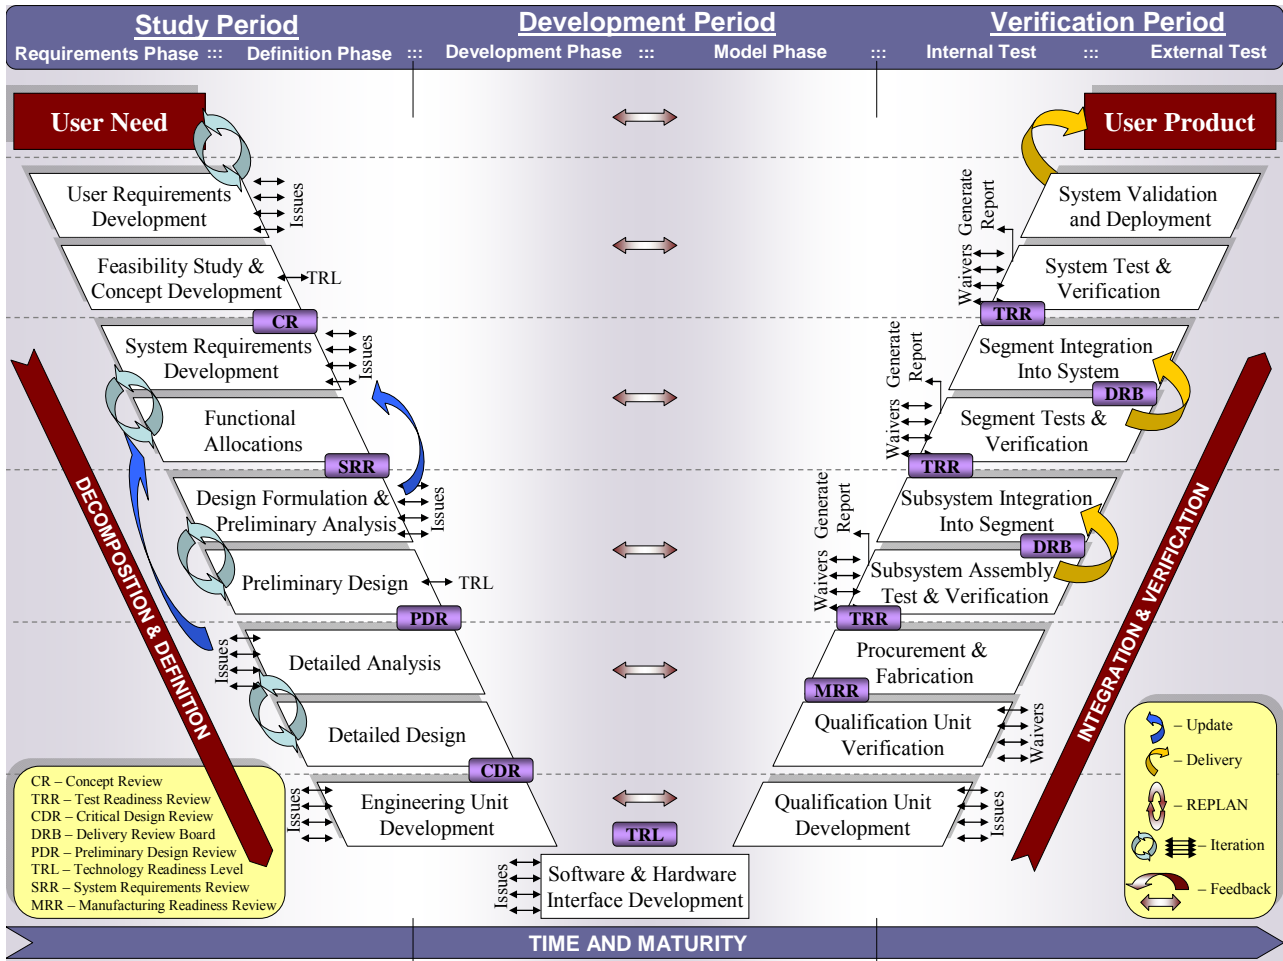 Study Period
Development Period
Verification Period
Requirements Phase ::: Definition Phase ::: Development Phase ::: Model Phase ::: Internal Test ::: External Test
User Need
User Product
User Requirements
Development
Issues
Feasibility Study &
Concept Development
TRL
CR
System Requirements
Development
Issues
Functional
Allocations
SRR
Design Formulation &
Preliminary Analysis
Issues
Preliminary Design
TRL
PDR
Detailed Analysis
Issues
Detailed Design
CDR
Engineering Unit
Development
Issues
TRL
Software & Hardware
Interface Development
Issues
System Validation
and Deployment
Generate
Report
System Test &
Verification
Waivers
TRR
Segment Integration
Into System
DRB
Generate
Report
Segment Tests &
Verification
Waivers
TRR
Subsystem Integration
Into Segment
DRB
Generate
Report
Subsystem Assembly
Test & Verification
Waivers
TRR
Procurement &
Fabrication
MRR
Qualification Unit
Verification
Waivers
Qualification Unit
Development
Issues
DECOMPOSITION & DEFINITION
INTEGRATION & VERIFICATION
CR – Concept Review
TRR – Test Readiness Review
CDR – Critical Design Review
DRB – Delivery Review Board
PDR – Preliminary Design Review
TRL – Technology Readiness Level
SRR – System Requirements Review
MRR – Manufacturing Readiness Review
– Update
– Delivery
– REPLAN
– Iteration
– Feedback
TIME AND MATURITY